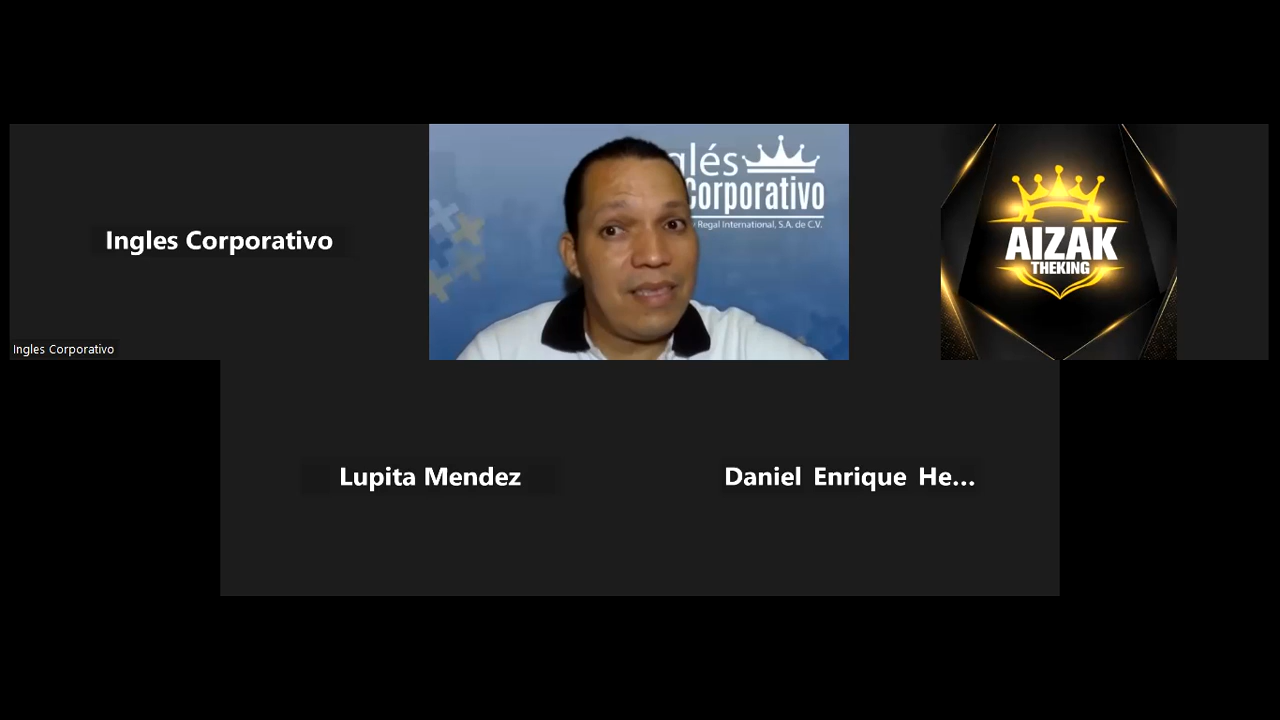 Ingles Corporativo
Ingles Corporativo
glés
Corporativo
Regal International, S.A. de C.V.
AIZAK
THEKING
Lupita Mendez
Daniel Enrique He...